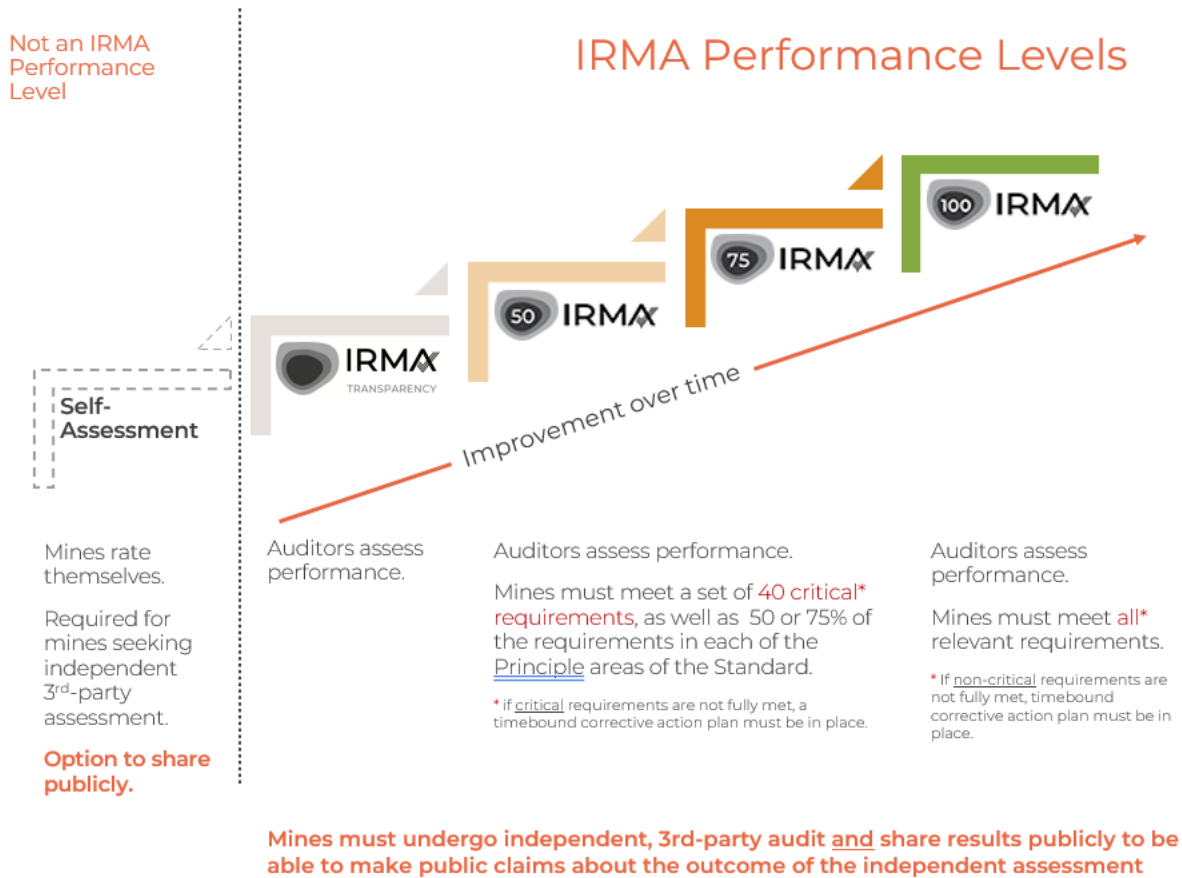 Not an IRMA
Performance
Level
IRMA Performance Levels
100 IRMA
75 IRMA
50 IRMA
IRMA
TRANSPARENCY
Self-
Assessment
Improvement over time
Mines rate
themselves.
Required for
mines seeking
independent
3rd-party
assessment.
Option to share
publicly.
Auditors assess
performance.
Auditors assess performance.
Mines must meet a set of 40 critical*
requirements, as well as 50 or 75% of
the requirements in each of the
Principle areas of the Standard.
* if critical requirements are not fully met, a
timebound corrective action plan must be in place.
Auditors assess
performance.
Mines must meet all*
relevant requirements.
* If non-critical requirements are
not fully met, timebound
corrective action plan must be in
place.
Mines must undergo independent, 3rd-party audit and share results publicly to be
able to make public claims about the outcome of the independent assessment